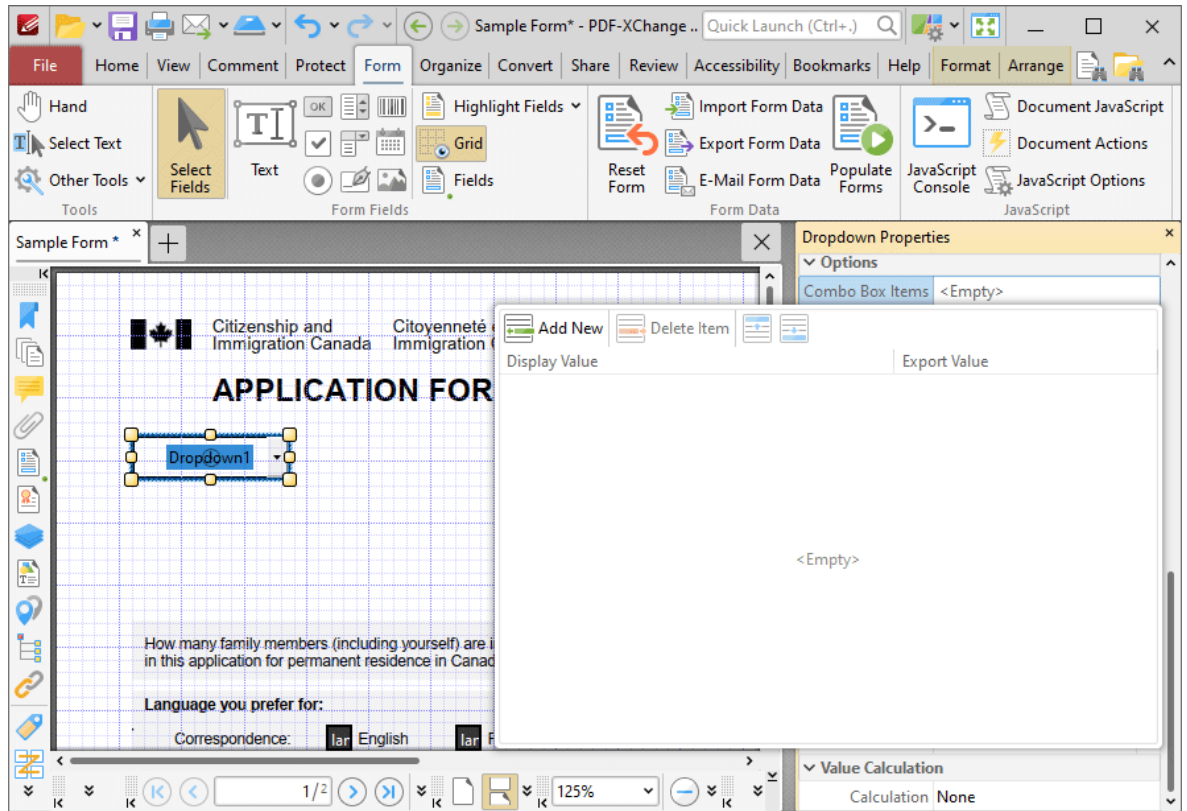 Sample Form* - PDF-XChange ..
Quick Launch (Ctrl+.)
File Home View Comment Protect Form Organize Convert Share Review Accessibility Bookmarks Help Format Arrange
Hand
Select Text
Other Tools
Tools
Select Fields
Text
OK
Form Fields
Highlight Fields
Grid
Fields
Reset Form
Import Form Data
Export Form Data
E-Mail Form Data
Populate Forms
Form Data
JavaScript Console
Document JavaScript
Document Actions
JavaScript Options
JavaScript
Sample Form *
Dropdown Properties
Options
Combo Box Items <Empty>
Add New Delete Item
Display Value Export Value
<Empty>
Citizenship and
Immigration Canada
Citoyenneté
Immigration
APPLICATION FOR
Dropdown1
How many family members (including yourself) are
in this application for permanent residence in Canad
Language you prefer for:
Correspondence: lar English lar
Value Calculation
Calculation None
1/2
125%